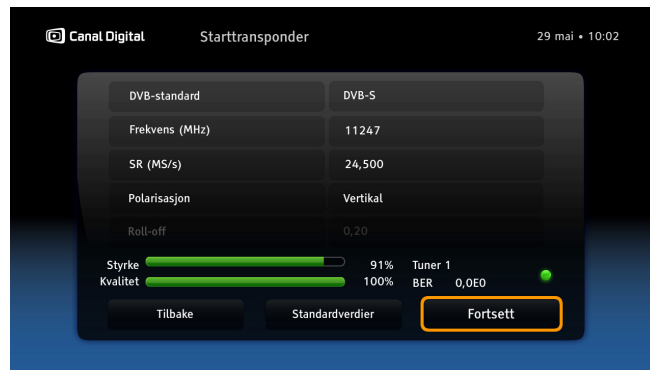 Canal Digital Starttransponder 29 mai • 10:02
DVB-standard DVB-S
Frekvens (MHz) 11247
SR (MS/s) 24,500
Polarisasjon Vertikal
Roll-off 0,20
Styrke 91% Tuner 1
Kvalitet 100% BER 0,0E0
Tilbake Standardverdier Fortsett